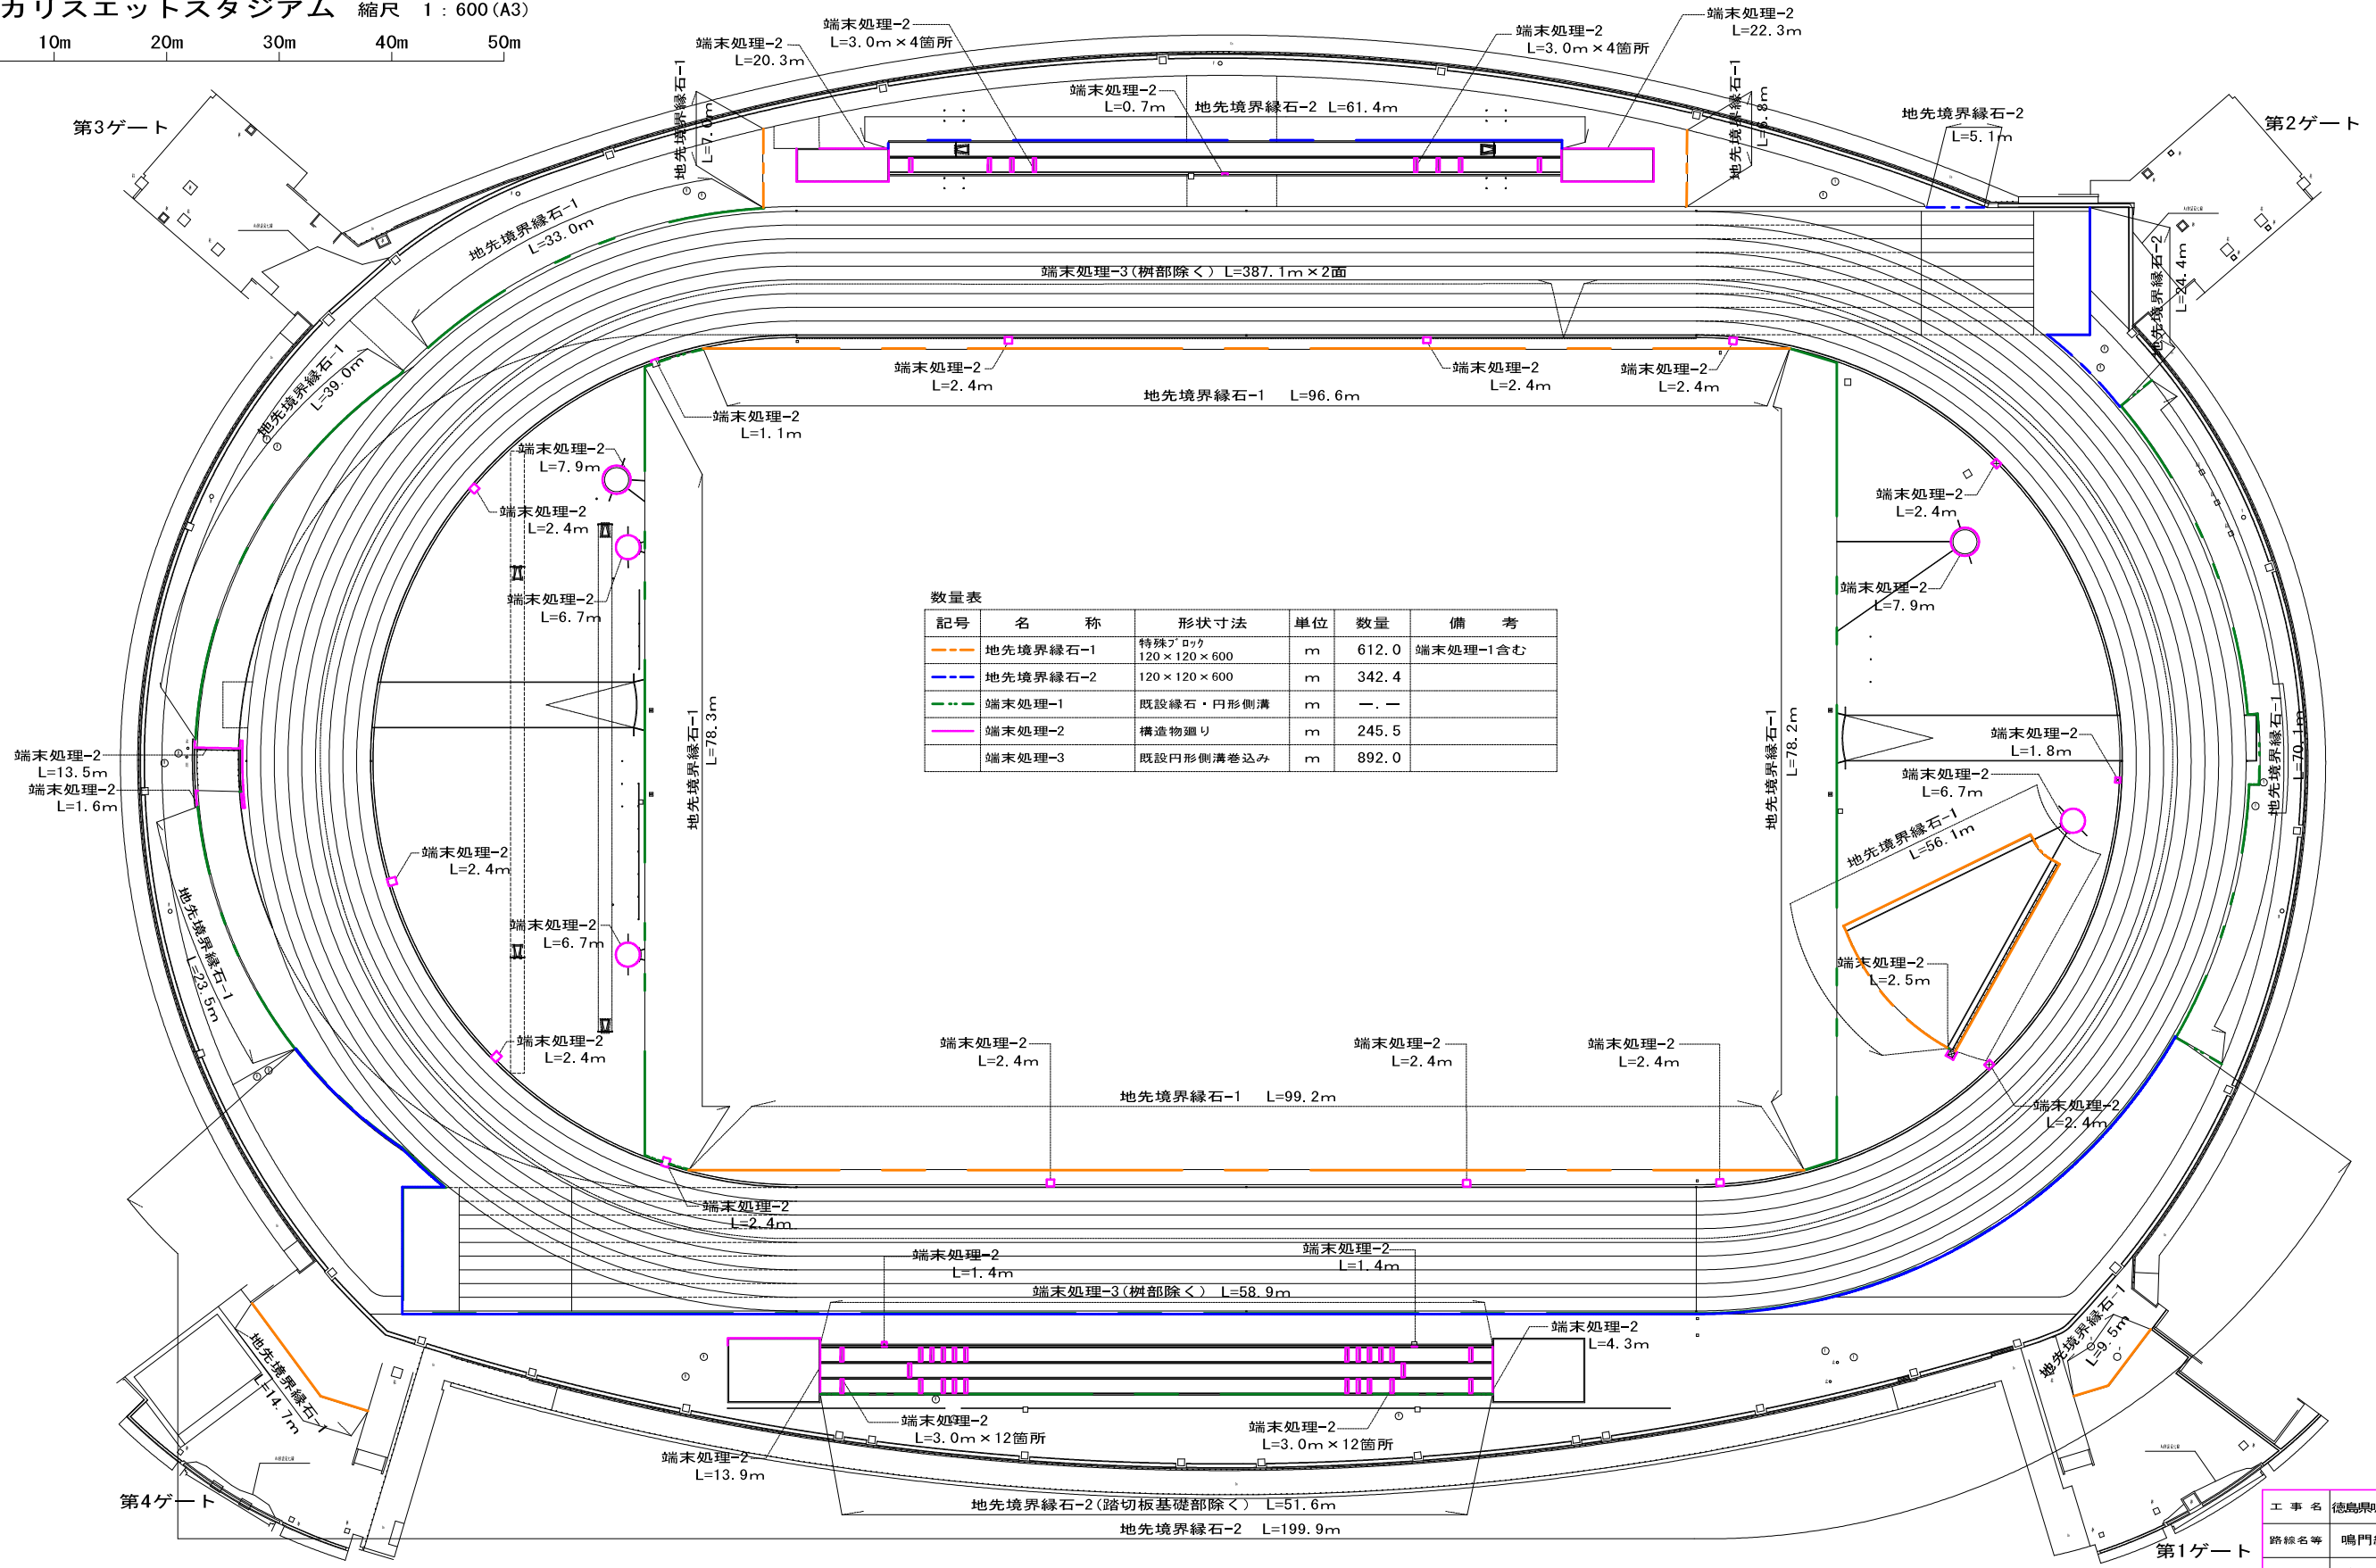 カリスエットスタジアム 縮尺 1:600(A3)
10m 20m 30m 40m 50m
端末処理-2
L=20.3m
端末処理-2
L=3.0m×4箇所
端末処理-2
L=3.0m×4箇所
端末処理-2
L=22.3m
端末処理-2
L=0.7m
地先境界縁石-2 L=61.4m
地先境界縁石-1
L=7.0m
地先境界縁石-1
L=6.8m
地先境界縁石-2
L=5.1m
第3ゲート
第2ゲート
地先境界縁石-1
L=33.0m
地先境界縁石-2
L=24.4m
端末処理-3(桝部除く) L=387.1m×2面
地先境界縁石-1
L=39.0m
端末処理-2
L=2.4m
端末処理-2
L=2.4m
端末処理-2
L=2.4m
地先境界縁石-1 L=96.6m
端末処理-2
L=1.1m
端末処理-2
L=7.9m
端末処理-2
L=2.4m
端末処理-2
L=6.7m
端末処理-2
L=2.4m
端末処理-2
L=7.9m
数量表
記号 名 称 形状寸法 単位 数量 備 考
地先境界縁石-1 特殊ブロック 120×120×600 m 612.0 端末処理-1含む
地先境界縁石-2 120×120×600 m 342.4
端末処理-1 既設縁石・円形側溝 m —.—
端末処理-2 構造物廻り m 245.5
端末処理-3 既設円形側溝巻込み m 892.0
地先境界縁石-1
L=78.3m
地先境界縁石-1
L=78.2m
端末処理-2
L=13.5m
端末処理-2
L=1.6m
端末処理-2
L=1.8m
端末処理-2
L=6.7m
地先境界縁石-1
L=70.1m
地先境界縁石-1
L=56.1m
端末処理-2
L=2.4m
端末処理-2
L=6.7m
地先境界縁石-1
L=23.5m
端末処理-2
L=2.5m
端末処理-2
L=2.4m
端末処理-2
L=2.4m
端末処理-2
L=2.4m
端末処理-2
L=2.4m
端末処理-2
L=2.4m
地先境界縁石-1 L=99.2m
端末処理-2
L=2.4m
端末処理-2
L=1.4m
端末処理-2
L=1.4m
端末処理-3(桝部除く) L=58.9m
端末処理-2
L=4.3m
地先境界縁石-1
L=14.7m
地先境界縁石-1
L=9.5m
端末処理-2
L=3.0m×12箇所
端末処理-2
L=3.0m×12箇所
端末処理-2
L=13.9m
地先境界縁石-2(踏切板基礎部除く) L=51.6m
地先境界縁石-2 L=199.9m
第4ゲート
第1ゲート
工 事 名 徳島県
路線名等 鳴門